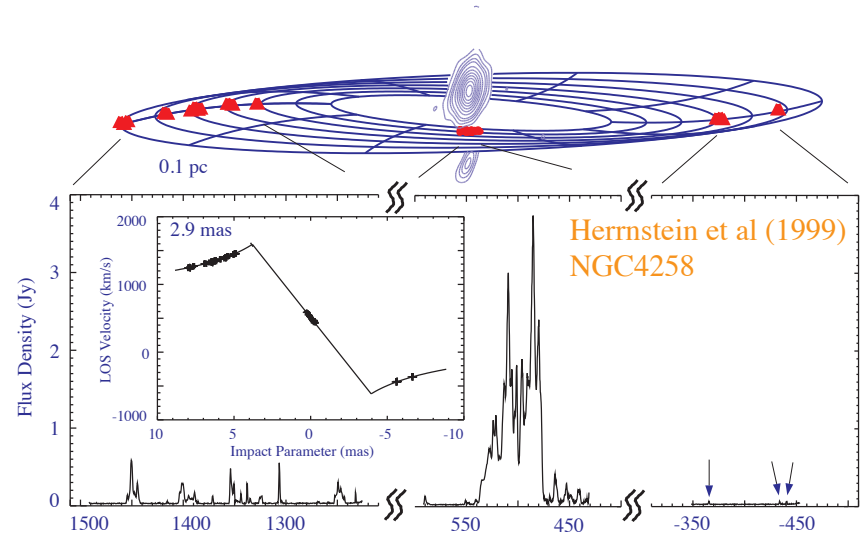 0.1 pc
4
3
2
1
0
Flux Density (Jy)
2.9 mas
2000
1000
0
-1000
LOS Velocity (km/s)
10 5 0 -5 -10
Impact Parameter (mas)
Herrnstein et al (1999)
NGC4258
1500 1400 1300 550 450 -350 -450